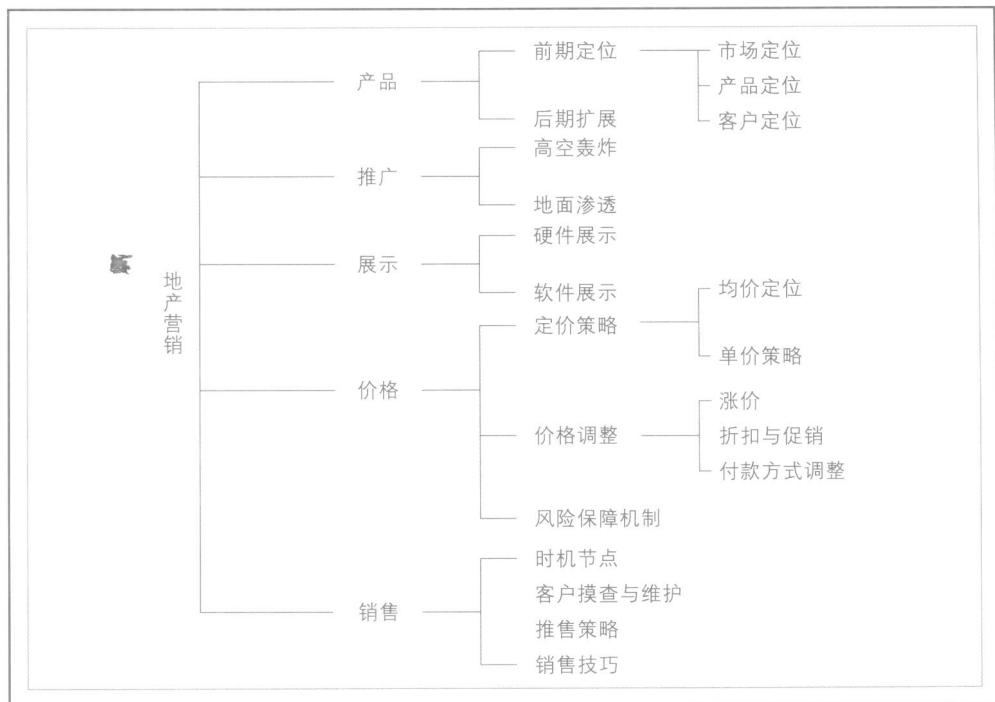 地产营销
产品
前期定位
市场定位
产品定位
客户定位
后期扩展
推广
高空轰炸
地面渗透
展示
硬件展示
软件展示
价格
定价策略
均价定位
单价策略
价格调整
涨价
折扣与促销
付款方式调整
风险保障机制
销售
时机节点
客户摸查与维护
推售策略
销售技巧